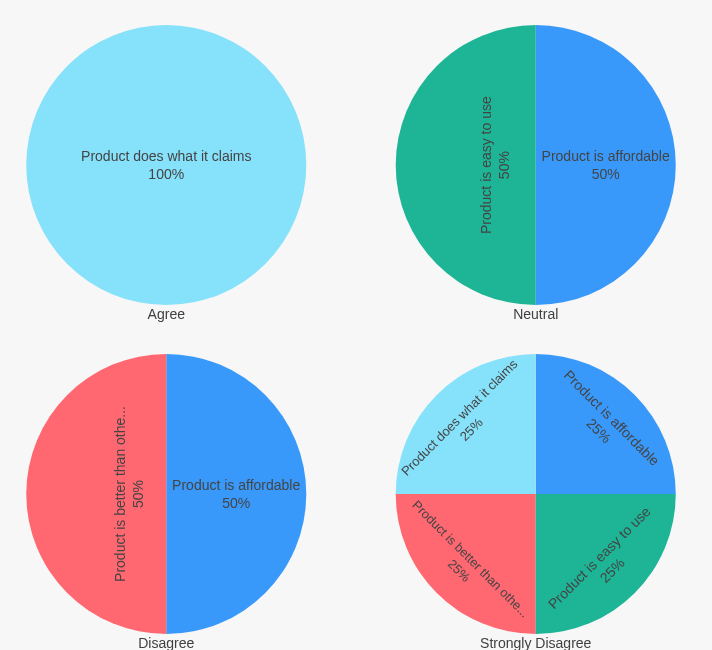 Product does what it claims
100%
Agree
Product is easy to use
50%
Product is affordable
50%
Neutral
Product is better than othe...
50%
Product is affordable
50%
Disagree
Product does what it claims
25%
Product is affordable
25%
Product is better than othe...
25%
Product is easy to use
25%
Strongly Disagree